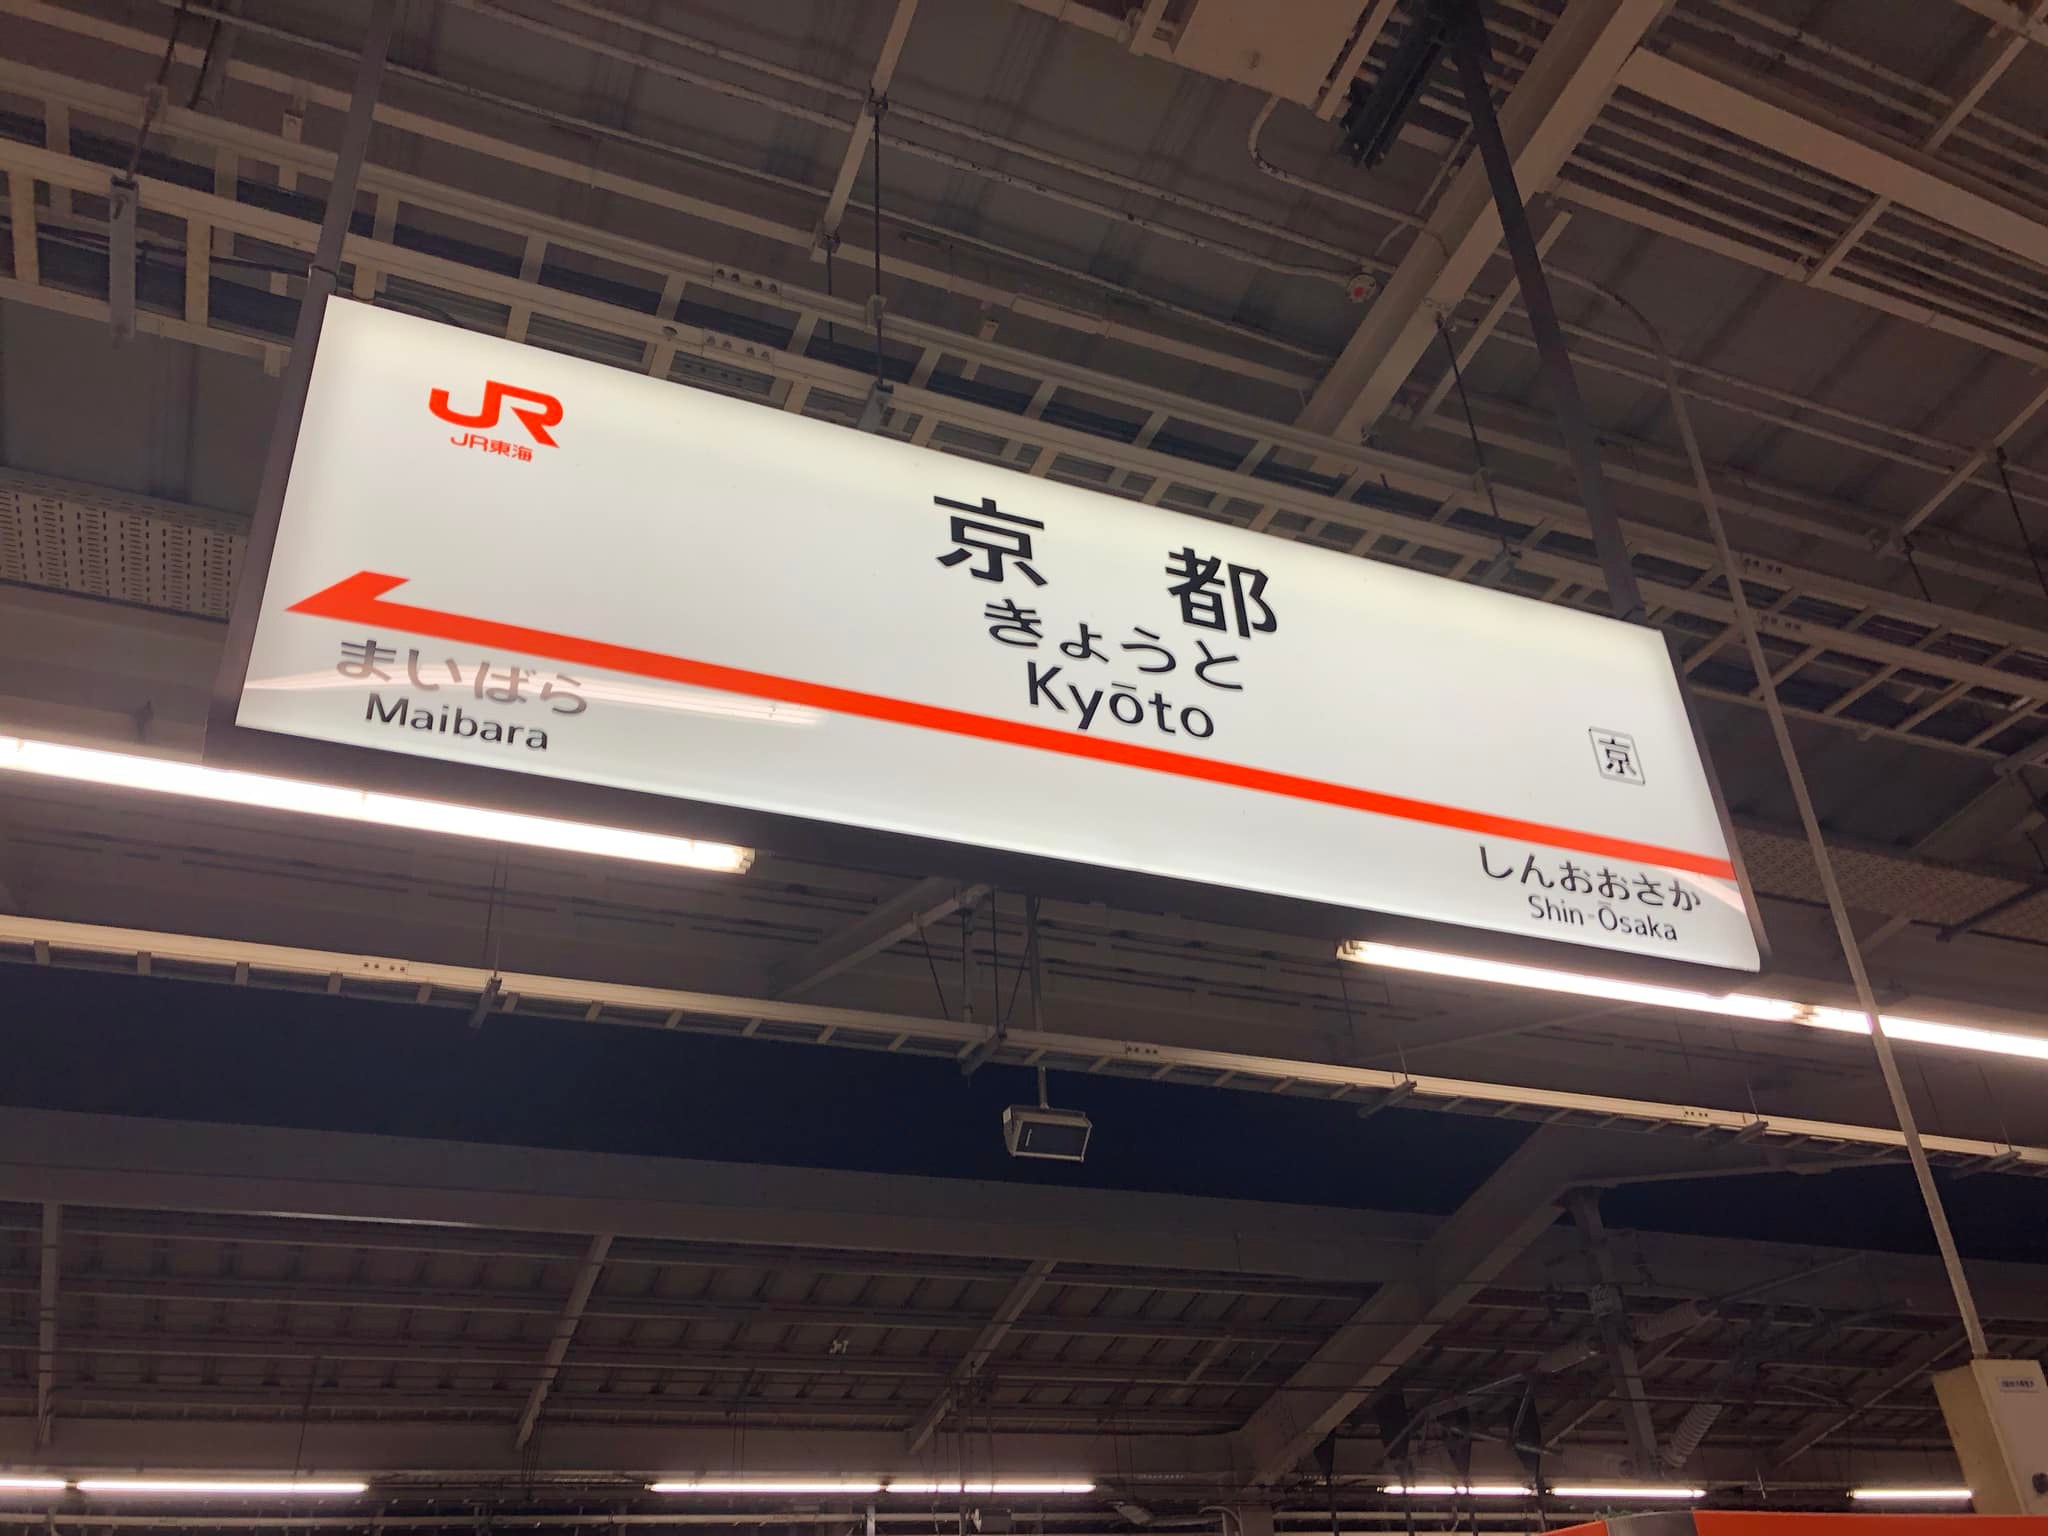 JR
JR東海
京都
きょうと
Kyōto
京
まいばら
Maibara
しんおおさか
Shin-Ōsaka